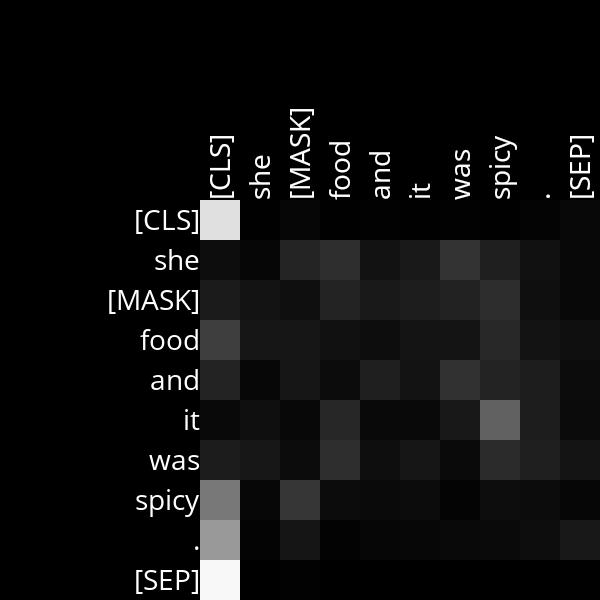 [CLS] she [MASK] food and it was spicy . [SEP]
[CLS]
she
[MASK]
food
and
it
was
spicy
.
[SEP]